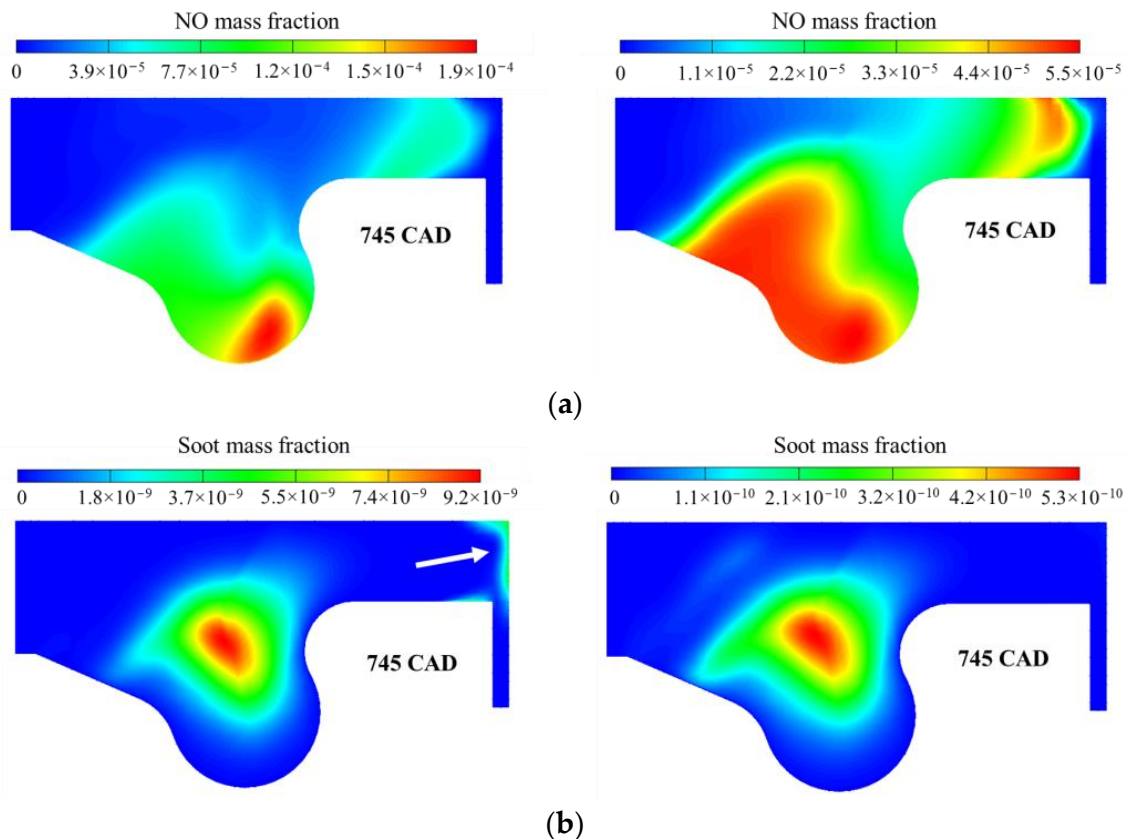 NO mass fraction
0 3.9×10⁻⁵ 7.7×10⁻⁵ 1.2×10⁻⁴ 1.5×10⁻⁴ 1.9×10⁻⁴
745 CAD
NO mass fraction
0 1.1×10⁻⁵ 2.2×10⁻⁵ 3.3×10⁻⁵ 4.4×10⁻⁵ 5.5×10⁻⁵
745 CAD
(a)
Soot mass fraction
0 1.8×10⁻⁹ 3.7×10⁻⁹ 5.5×10⁻⁹ 7.4×10⁻⁹ 9.2×10⁻⁹
745 CAD
Soot mass fraction
0 1.1×10⁻¹⁰ 2.1×10⁻¹⁰ 3.2×10⁻¹⁰ 4.2×10⁻¹⁰ 5.3×10⁻¹⁰
745 CAD
(b)